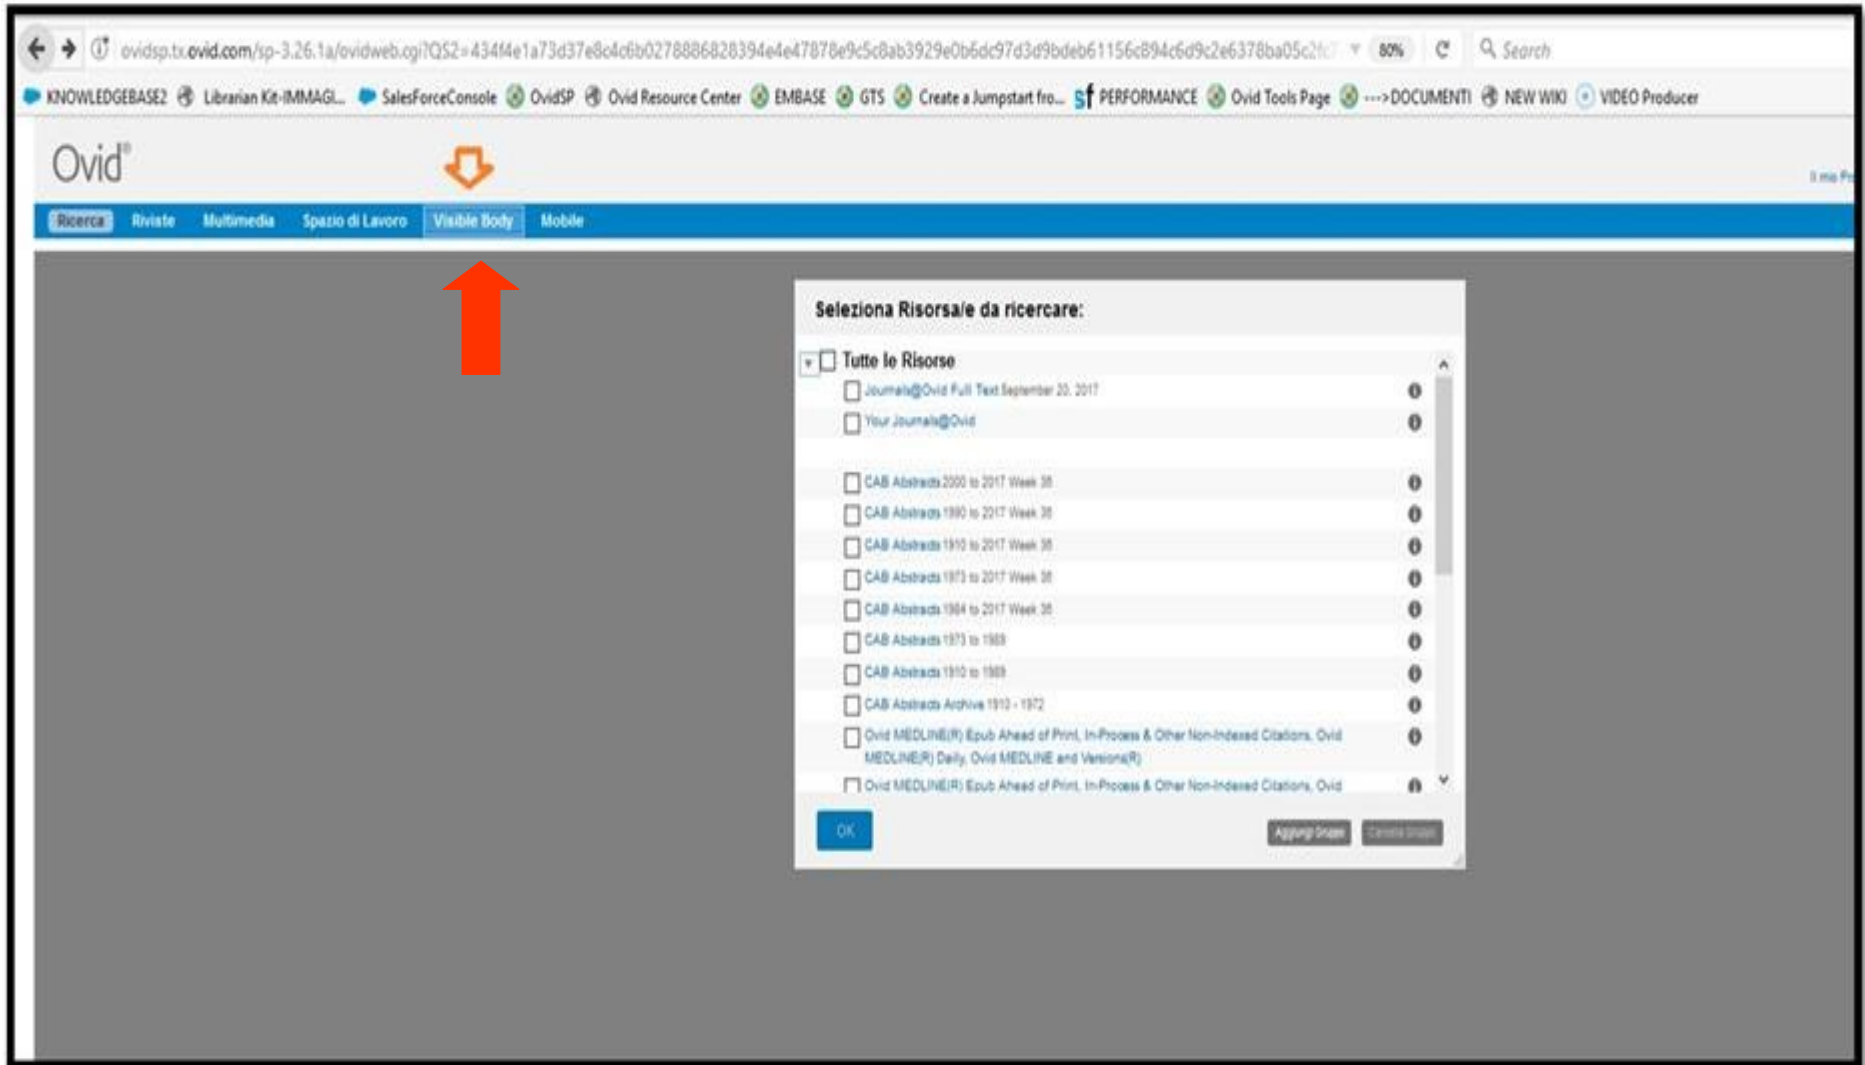 ovidsp.tx.ovid.com/sp-3.26.1a/ovidweb.cgi?QS2= 80% Search
KNOWLEDGEBASE2 Librarian Kit-IMMAGI... SalesForceConsole OvidSP Ovid Resource Center EMBASE GTS Create a Jumpstart fro... sf PERFORMANCE Ovid Tools Page --->DOCUMENTI NEW WIKI VIDEO Producer
Ovid®
Il mio
Ricerca Riviste Multimedia Spazio di Lavoro Visible Body Mobile
Seleziona Risorsa/e da ricercare:
Tutte le Risorse
Journals@Ovid Full Text September 20, 2017
Your Journals@Ovid
CAB Abstracts 2000 to 2017 Week
CAB Abstracts 1990 to 2017 Week
CAB Abstracts 1910 to 2017 Week
CAB Abstracts 1973 to 2017 Week
CAB Abstracts 1984 to 2017 Week
CAB Abstracts 1973 to 1989
CAB Abstracts 1910 to 1989
CAB Abstracts Archive 1910 - 1972
Ovid MEDLINE(R) Epub Ahead of Print, In-Process & Other Non-Indexed Citations, Ovid
MEDLINE(R) Daily, Ovid MEDLINE and Versions(R)
Ovid MEDLINE(R) Epub Ahead of Print, In-Process & Other Non-Indexed Citations, Ovid
OK Aggiungi Gruppi Cancella Gruppi